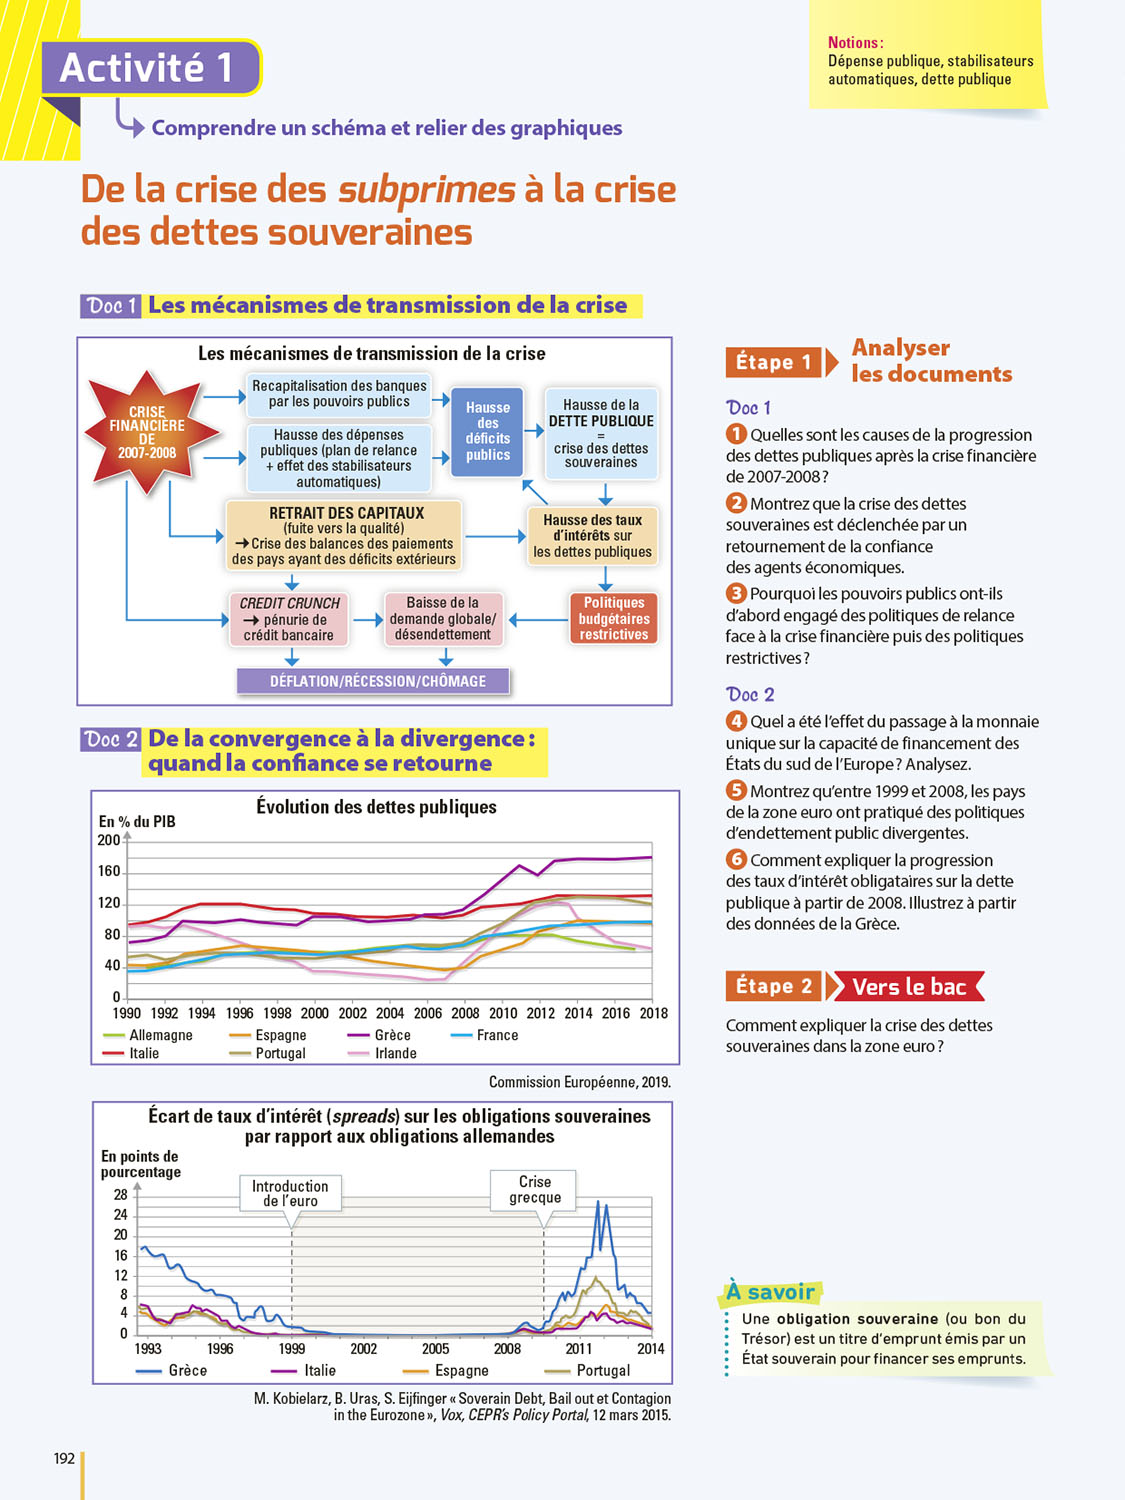 Notions :
Dépense publique, stabilisateurs
automatiques, dette publique
Activité 1
Comprendre un schéma et relier des graphiques
De la crise des subprimes à la crise
des dettes souveraines
Doc 1 Les mécanismes de transmission de la crise
Les mécanismes de transmission de la crise
CRISE
FINANCIÈRE
DE
2007-2008
Recapitalisation des banques
par les pouvoirs publics
Hausse des dépenses
publiques (plan de relance
+ effet des stabilisateurs
automatiques)
Hausse
des
déficits
publics
Hausse de la
DETTE PUBLIQUE
=
crise des dettes
souveraines
RETRAIT DES CAPITAUX
(fuite vers la qualité)
→ Crise des balances des paiements
des pays ayant des déficits extérieurs
Hausse des taux
d'intérêts sur
les dettes publiques
CREDIT CRUNCH
→ pénurie de
crédit bancaire
Baisse de la
demande globale/
désendettement
Politiques
budgétaires
restrictives
DÉFLATION/RÉCESSION/CHÔMAGE
Doc 2 De la convergence à la divergence :
quand la confiance se retourne
Évolution des dettes publiques
En % du PIB
200
160
120
80
40
0
1990 1992 1994 1996 1998 2000 2002 2004 2006 2008 2010 2012 2014 2016 2018
Allemagne Espagne Grèce France
Italie Portugal Irlande
Commission Européenne, 2019.
Écart de taux d'intérêt (spreads) sur les obligations souveraines
par rapport aux obligations allemandes
En points de
pourcentage
Introduction
de l'euro
Crise
grecque
28
24
20
16
12
8
4
0
1993 1996 1999 2002 2005 2008 2011 2014
Grèce Italie Espagne Portugal
M. Kobielarz, B. Uras, S. Eijfinger « Soverain Debt, Bail out et Contagion
in the Eurozone », Vox, CEPR's Policy Portal, 12 mars 2015.
192
Étape 1 Analyser
les documents
Doc 1
1 Quelles sont les causes de la progression
des dettes publiques après la crise financière
de 2007-2008 ?
2 Montrez que la crise des dettes
souveraines est déclenchée par un
retournement de la confiance
des agents économiques.
3 Pourquoi les pouvoirs publics ont-ils
d'abord engagé des politiques de relance
face à la crise financière puis des politiques
restrictives ?
Doc 2
4 Quel a été l'effet du passage à la monnaie
unique sur la capacité de financement des
États du sud de l'Europe ? Analysez.
5 Montrez qu'entre 1999 et 2008, les pays
de la zone euro ont pratiqué des politiques
d'endettement public divergentes.
6 Comment expliquer la progression
des taux d'intérêt obligataires sur la dette
publique à partir de 2008. Illustrez à partir
des données de la Grèce.
Étape 2 Vers le bac
Comment expliquer la crise des dettes
souveraines dans la zone euro ?
À savoir
Une obligation souveraine (ou bon du
Trésor) est un titre d'emprunt émis par un
État souverain pour financer ses emprunts.